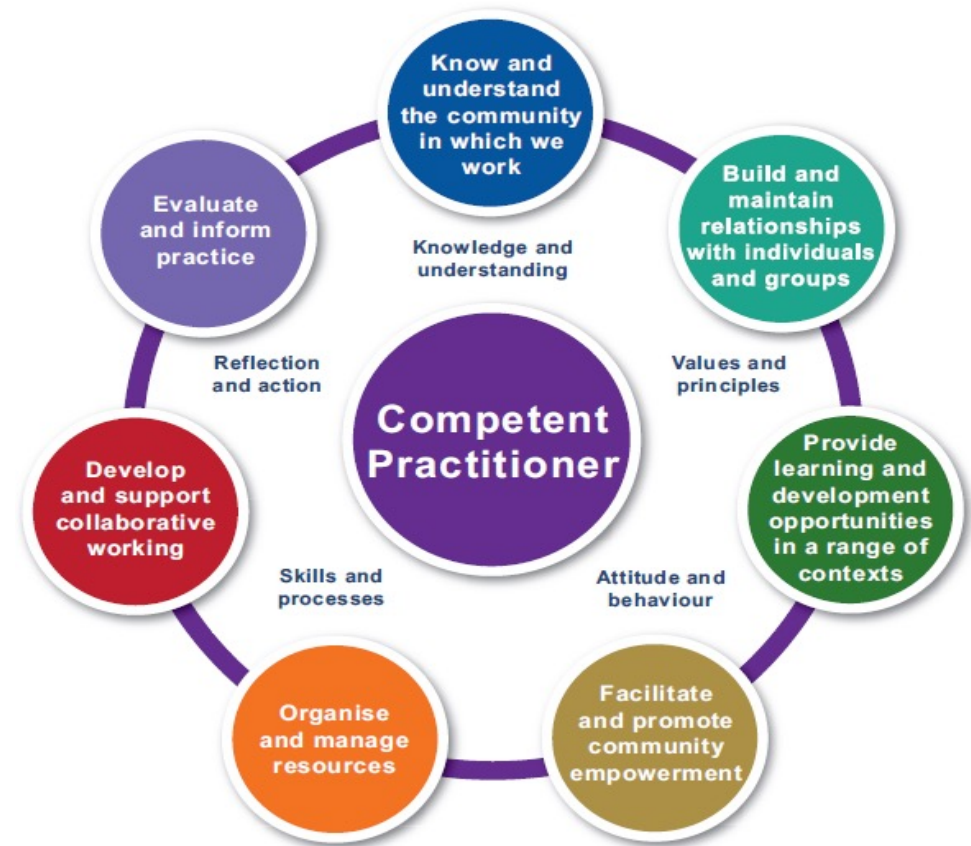 Know and
understand
the community
in which we
work
Build and
maintain
relationships
with individuals
and groups
Provide
learning and
development
opportunities
in a range of
contexts
Facilitate
and promote
community
empowerment
Organise
and manage
resources
Develop
and support
collaborative
working
Evaluate
and inform
practice
Knowledge and
understanding
Values and
principles
Attitude and
behaviour
Skills and
processes
Reflection
and action
Competent
Practitioner